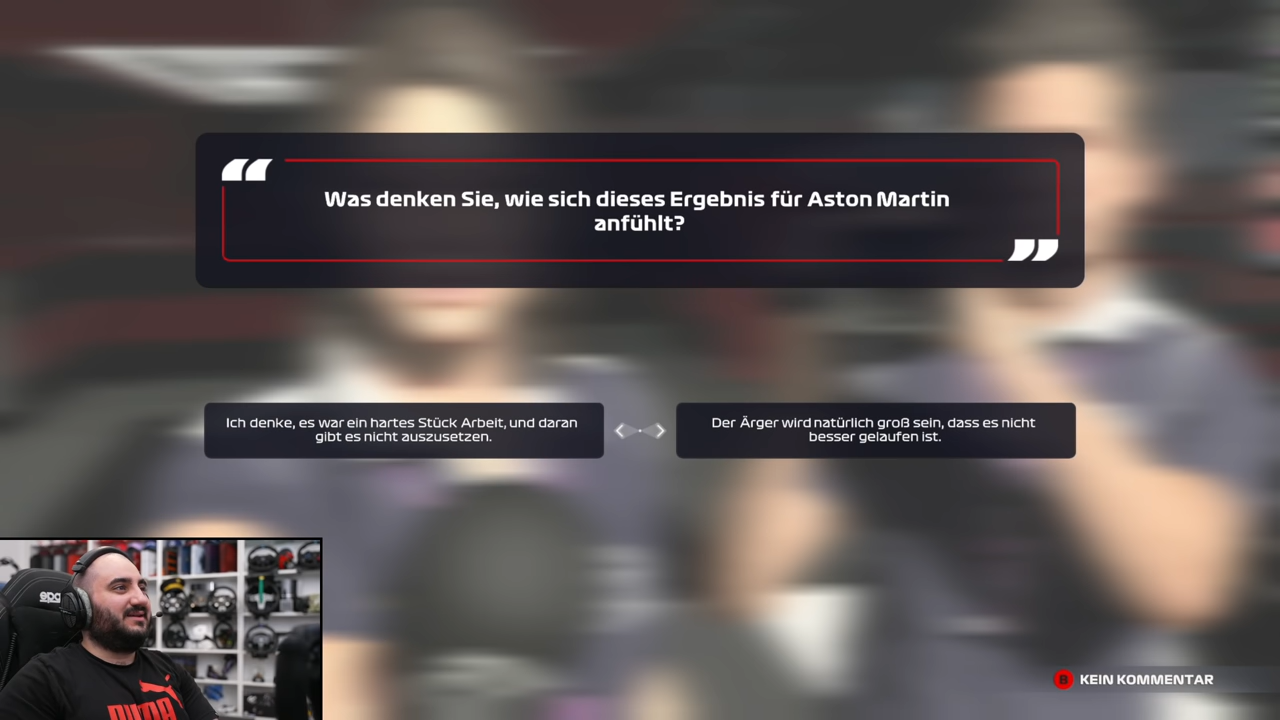 Was denken Sie, wie sich dieses Ergebnis für Aston Martin
anfühlt?
Ich denke, es war ein hartes Stück Arbeit, und daran
gibt es nicht auszusetzen.
Der Ärger wird natürlich groß sein, dass es nicht
besser gelaufen ist.
B KEIN KOMMENTAR
PUMA